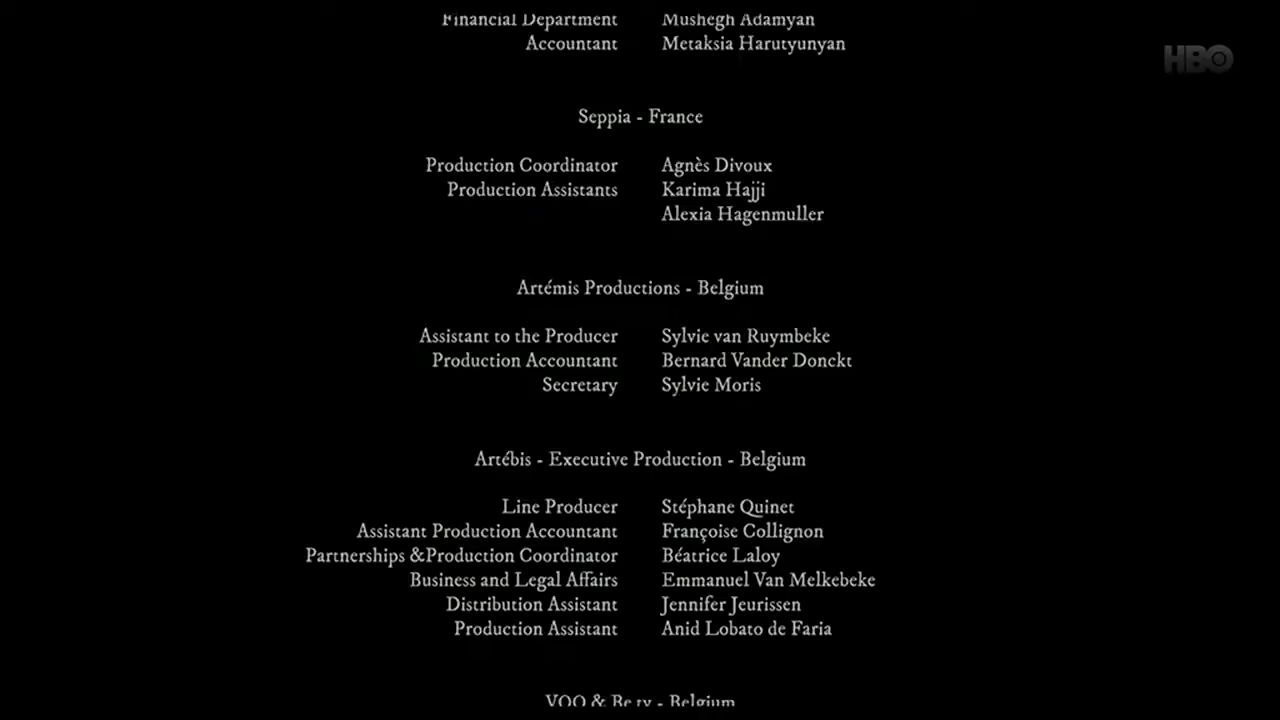 Financial Department Mushegh Adamyan
Accountant Metaksia Harutyunyan
HBO
Seppia - France
Production Coordinator Agnès Divoux
Production Assistants Karima Hajji
Alexia Hagenmuller
Artémis Productions - Belgium
Assistant to the Producer Sylvie van Ruymbeke
Production Accountant Bernard Vander Donckt
Secretary Sylvie Moris
Artébis - Executive Production - Belgium
Line Producer Stéphane Quinet
Assistant Production Accountant Françoise Collignon
Partnerships &Production Coordinator Béatrice Laloy
Business and Legal Affairs Emmanuel Van Melkebeke
Distribution Assistant Jennifer Jeurissen
Production Assistant Anid Lobato de Faria
VOO & Be tv - Belgium